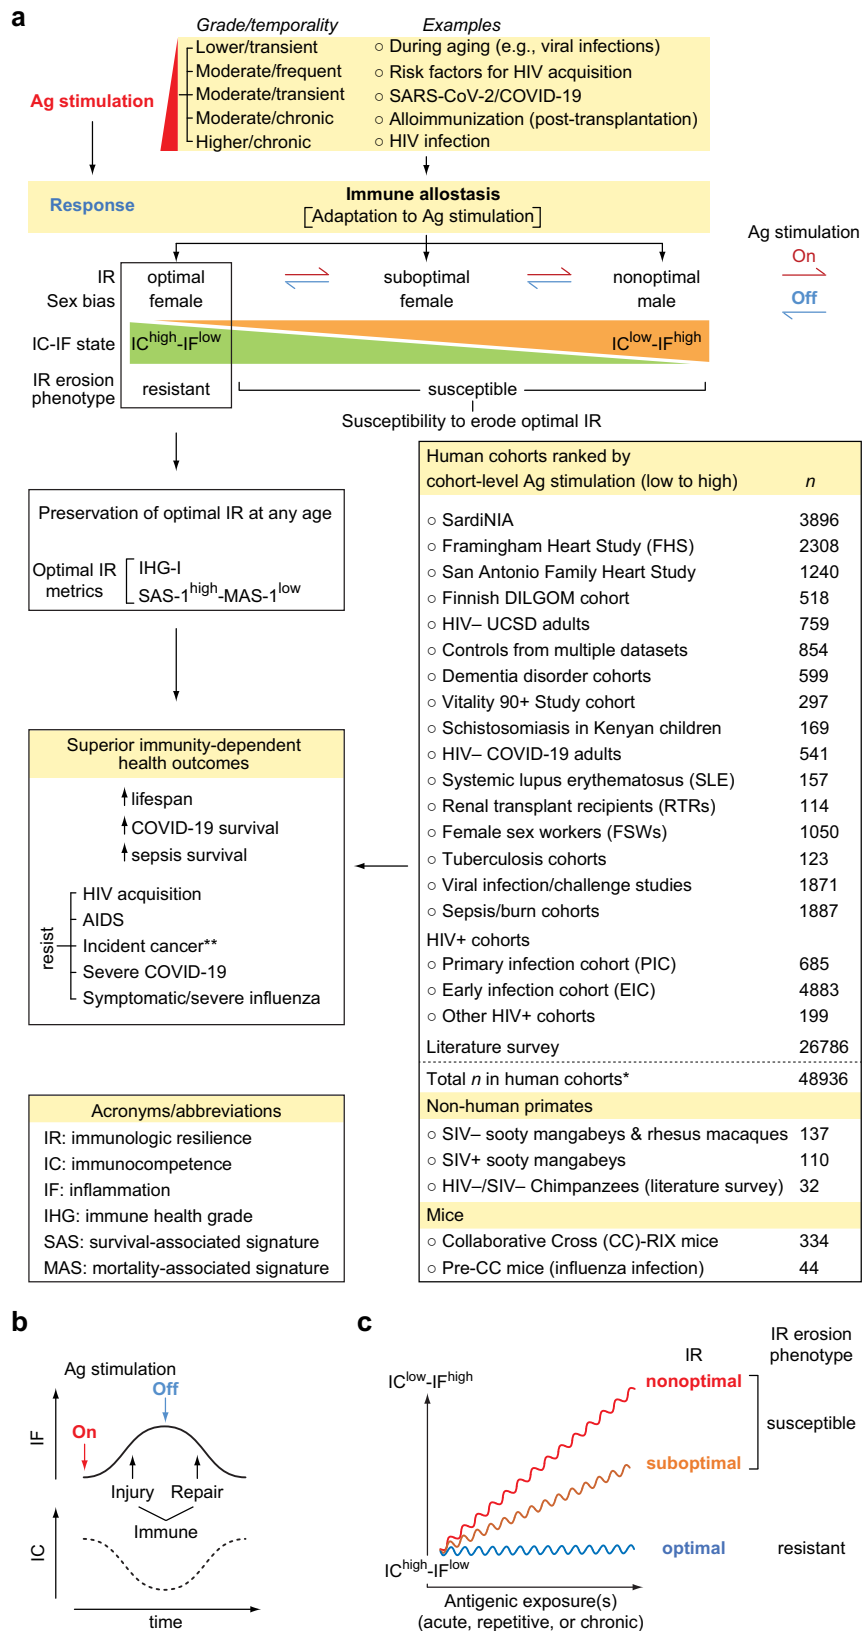 a
Grade/temporality Examples
Ag stimulation
Lower/transient ○ During aging (e.g., viral infections)
Moderate/frequent ○ Risk factors for HIV acquisition
Moderate/transient ○ SARS-CoV-2/COVID-19
Moderate/chronic ○ Alloimmunization (post-transplantation)
Higher/chronic ○ HIV infection
Response
Immune allostasis
[Adaptation to Ag stimulation]
Ag stimulation
On
Off
IR optimal suboptimal nonoptimal
Sex bias female female male
IC-IF state IChigh-IFlow IClow-IFhigh
IR erosion
phenotype resistant susceptible
Susceptibility to erode optimal IR
Preservation of optimal IR at any age
Optimal IR
metrics
IHG-I
SAS-1high-MAS-1low
Superior immunity-dependent
health outcomes
lifespan
COVID-19 survival
sepsis survival
resist
HIV acquisition
AIDS
Incident cancer**
Severe COVID-19
Symptomatic/severe influenza
Acronyms/abbreviations
IR: immunologic resilience
IC: immunocompetence
IF: inflammation
IHG: immune health grade
SAS: survival-associated signature
MAS: mortality-associated signature
Human cohorts ranked by
cohort-level Ag stimulation (low to high) n
○ SardiNIA 3896
○ Framingham Heart Study (FHS) 2308
○ San Antonio Family Heart Study 1240
○ Finnish DILGOM cohort 518
○ HIV– UCSD adults 759
○ Controls from multiple datasets 854
○ Dementia disorder cohorts 599
○ Vitality 90+ Study cohort 297
○ Schistosomiasis in Kenyan children 169
○ HIV– COVID-19 adults 541
○ Systemic lupus erythematosus (SLE) 157
○ Renal transplant recipients (RTRs) 114
○ Female sex workers (FSWs) 1050
○ Tuberculosis cohorts 123
○ Viral infection/challenge studies 1871
○ Sepsis/burn cohorts 1887
HIV+ cohorts
○ Primary infection cohort (PIC) 685
○ Early infection cohort (EIC) 4883
○ Other HIV+ cohorts 199
Literature survey 26786
Total n in human cohorts* 48936
Non-human primates
○ SIV– sooty mangabeys & rhesus macaques 137
○ SIV+ sooty mangabeys 110
○ HIV–/SIV– Chimpanzees (literature survey) 32
Mice
○ Collaborative Cross (CC)-RIX mice 334
○ Pre-CC mice (influenza infection) 44
b
Ag stimulation
Off
On
IF
Injury Repair
Immune
IC
time
c
IR
IR erosion
phenotype
IClow-IFhigh
nonoptimal
susceptible
suboptimal
optimal
resistant
IChigh-IFlow
Antigenic exposure(s)
(acute, repetitive, or chronic)